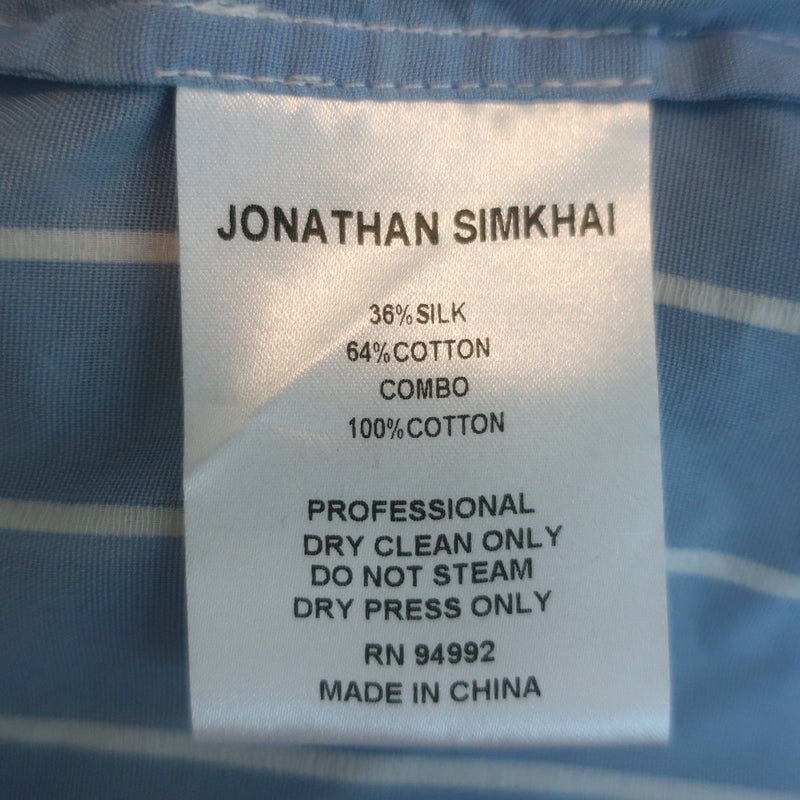 JONATHAN SIMKHAI
36%SILK
64%COTTON
COMBO
100%COTTON
PROFESSIONAL
DRY CLEAN ONLY
DO NOT STEAM
DRY PRESS ONLY
RN 94992
MADE IN CHINA